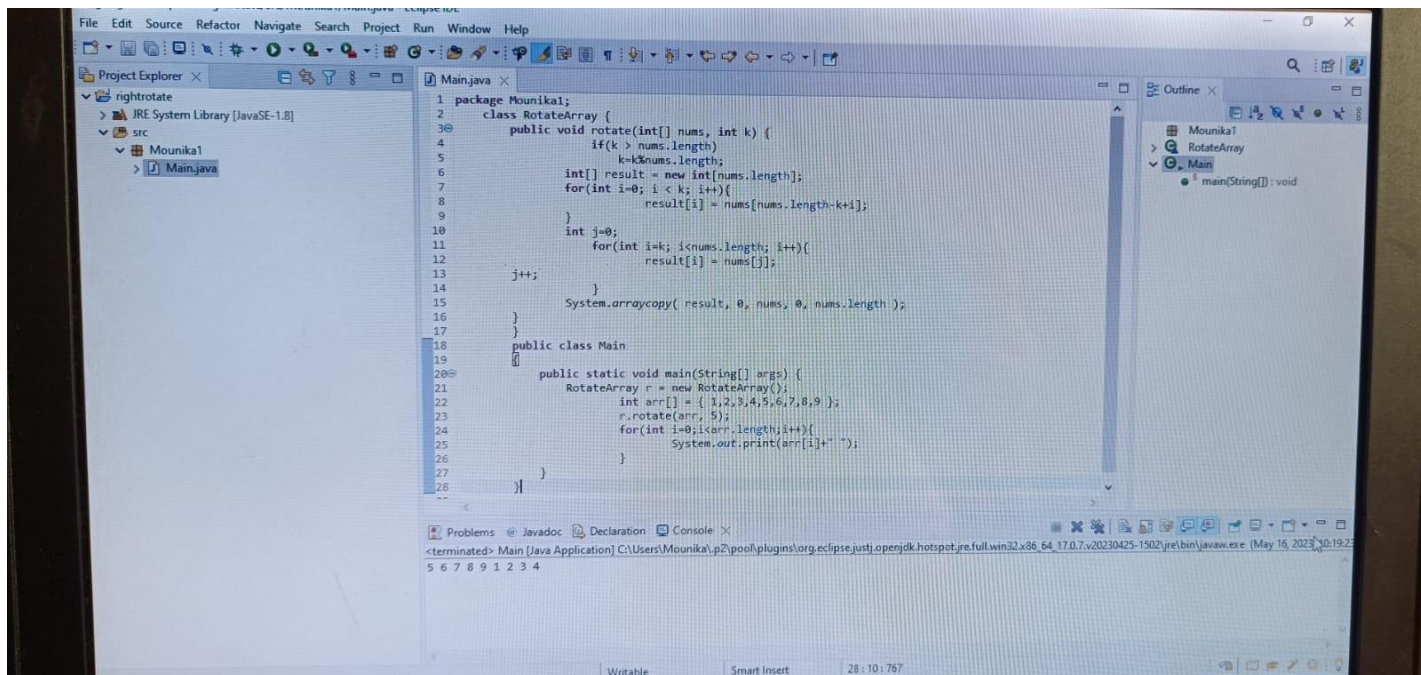 File Edit Source Refactor Navigate Search Project Run Window Help
Project Explorer
rightrotate
JRE System Library [JavaSE-1.8]
src
Mounika1
Main.java
Main.java
1 package Mounika1;
2 class RotateArray {
3 public void rotate(int[] nums, int k) {
4 if(k > nums.length)
5 k=k%nums.length;
6 int[] result = new int[nums.length];
7 for(int i=0; i < k; i++){
8 result[i] = nums[nums.length-k+i];
9 }
10 int j=0;
11 for(int i=k; i<nums.length; i++){
12 result[i] = nums[j];
13 j++;
14 }
15 System.arraycopy( result, 0, nums, 0, nums.length );
16 }
17 }
18 public class Main
19 {
20 public static void main(String[] args) {
21 RotateArray r = new RotateArray();
22 int arr[] = { 1,2,3,4,5,6,7,8,9 };
23 r.rotate(arr, 5);
24 for(int i=0;i<arr.length;i++){
25 System.out.print(arr[i]+" ");
26 }
27 }
28 }
Outline
Mounika1
RotateArray
Main
main(String[]) : void
Problems @ Javadoc Declaration Console
<terminated> Main [Java Application] C:\Users\Mounika\.p2\pool\plugins\org.eclipse.justj.openjdk.hotspot.jre.full.win32.x86_64_17.0.7.v20230425-1502\jre\bin\javaw.exe (May 16, 2023,
5 6 7 8 9 1 2 3 4
Writable Smart Insert 28 : 10 : 767